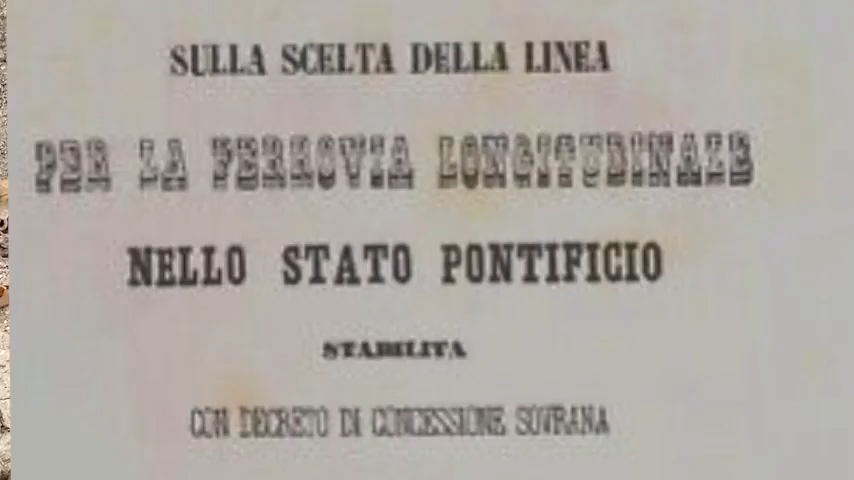 SULLA SCELTA DELLA LINEA
PER LA FERROVIA LONGITUDINALE
NELLO STATO PONTIFICIO
STABILITA
CON DECRETO DI CONCESSIONE SOVRANA